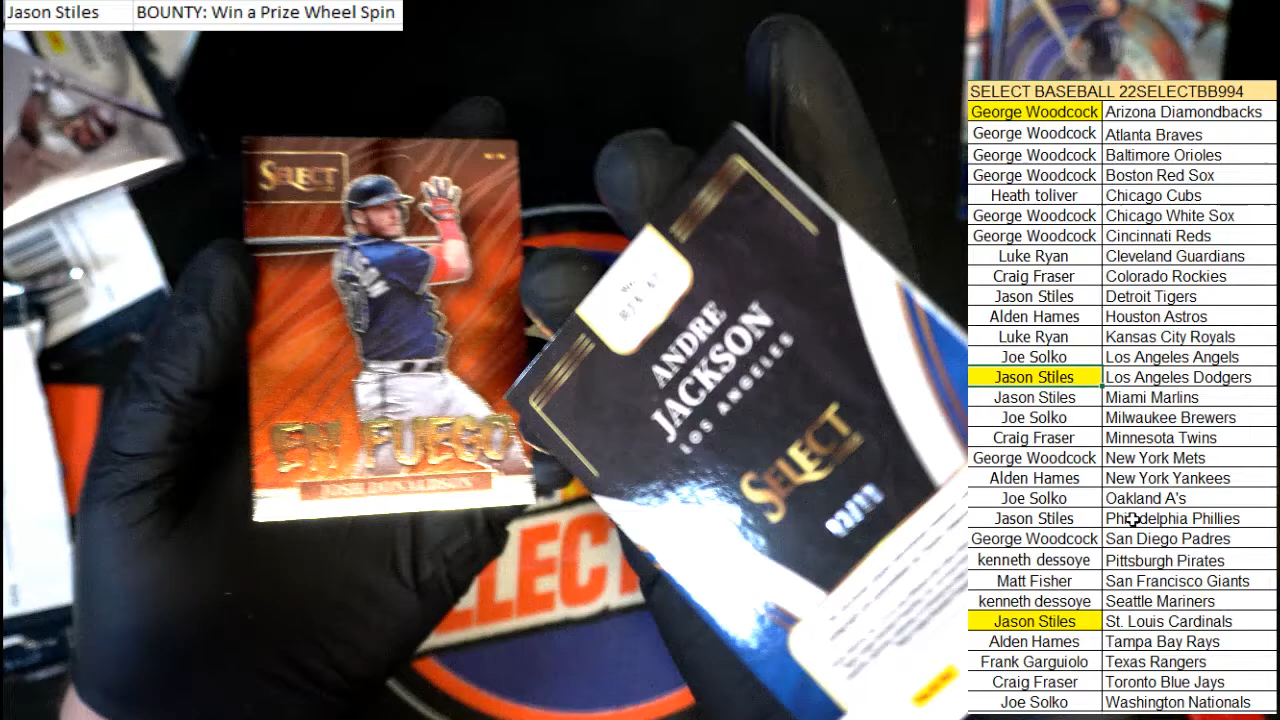 Jason Stiles BOUNTY: Win a Prize Wheel Spin
SELECT BASEBALL 22SELECTBB994
George Woodcock Arizona Diamondbacks
George Woodcock Atlanta Braves
George Woodcock Baltimore Orioles
George Woodcock Boston Red Sox
Heath toliver Chicago Cubs
George Woodcock Chicago White Sox
George Woodcock Cincinnati Reds
Luke Ryan Cleveland Guardians
Craig Fraser Colorado Rockies
Jason Stiles Detroit Tigers
Alden Hames Houston Astros
Luke Ryan Kansas City Royals
Joe Solko Los Angeles Angels
Jason Stiles Los Angeles Dodgers
Jason Stiles Miami Marlins
Joe Solko Milwaukee Brewers
Craig Fraser Minnesota Twins
George Woodcock New York Mets
Alden Hames New York Yankees
Joe Solko Oakland A's
Jason Stiles Philadelphia Phillies
George Woodcock San Diego Padres
kenneth dessoye Pittsburgh Pirates
Matt Fisher San Francisco Giants
kenneth dessoye Seattle Mariners
Jason Stiles St. Louis Cardinals
Alden Hames Tampa Bay Rays
Frank Garguiolo Texas Rangers
Craig Fraser Toronto Blue Jays
Joe Solko Washington Nationals
SELECT
EN FUEGO
JOSH DONALDSON
ANDRE
JACKSON
LOS ANGELES
SELECT